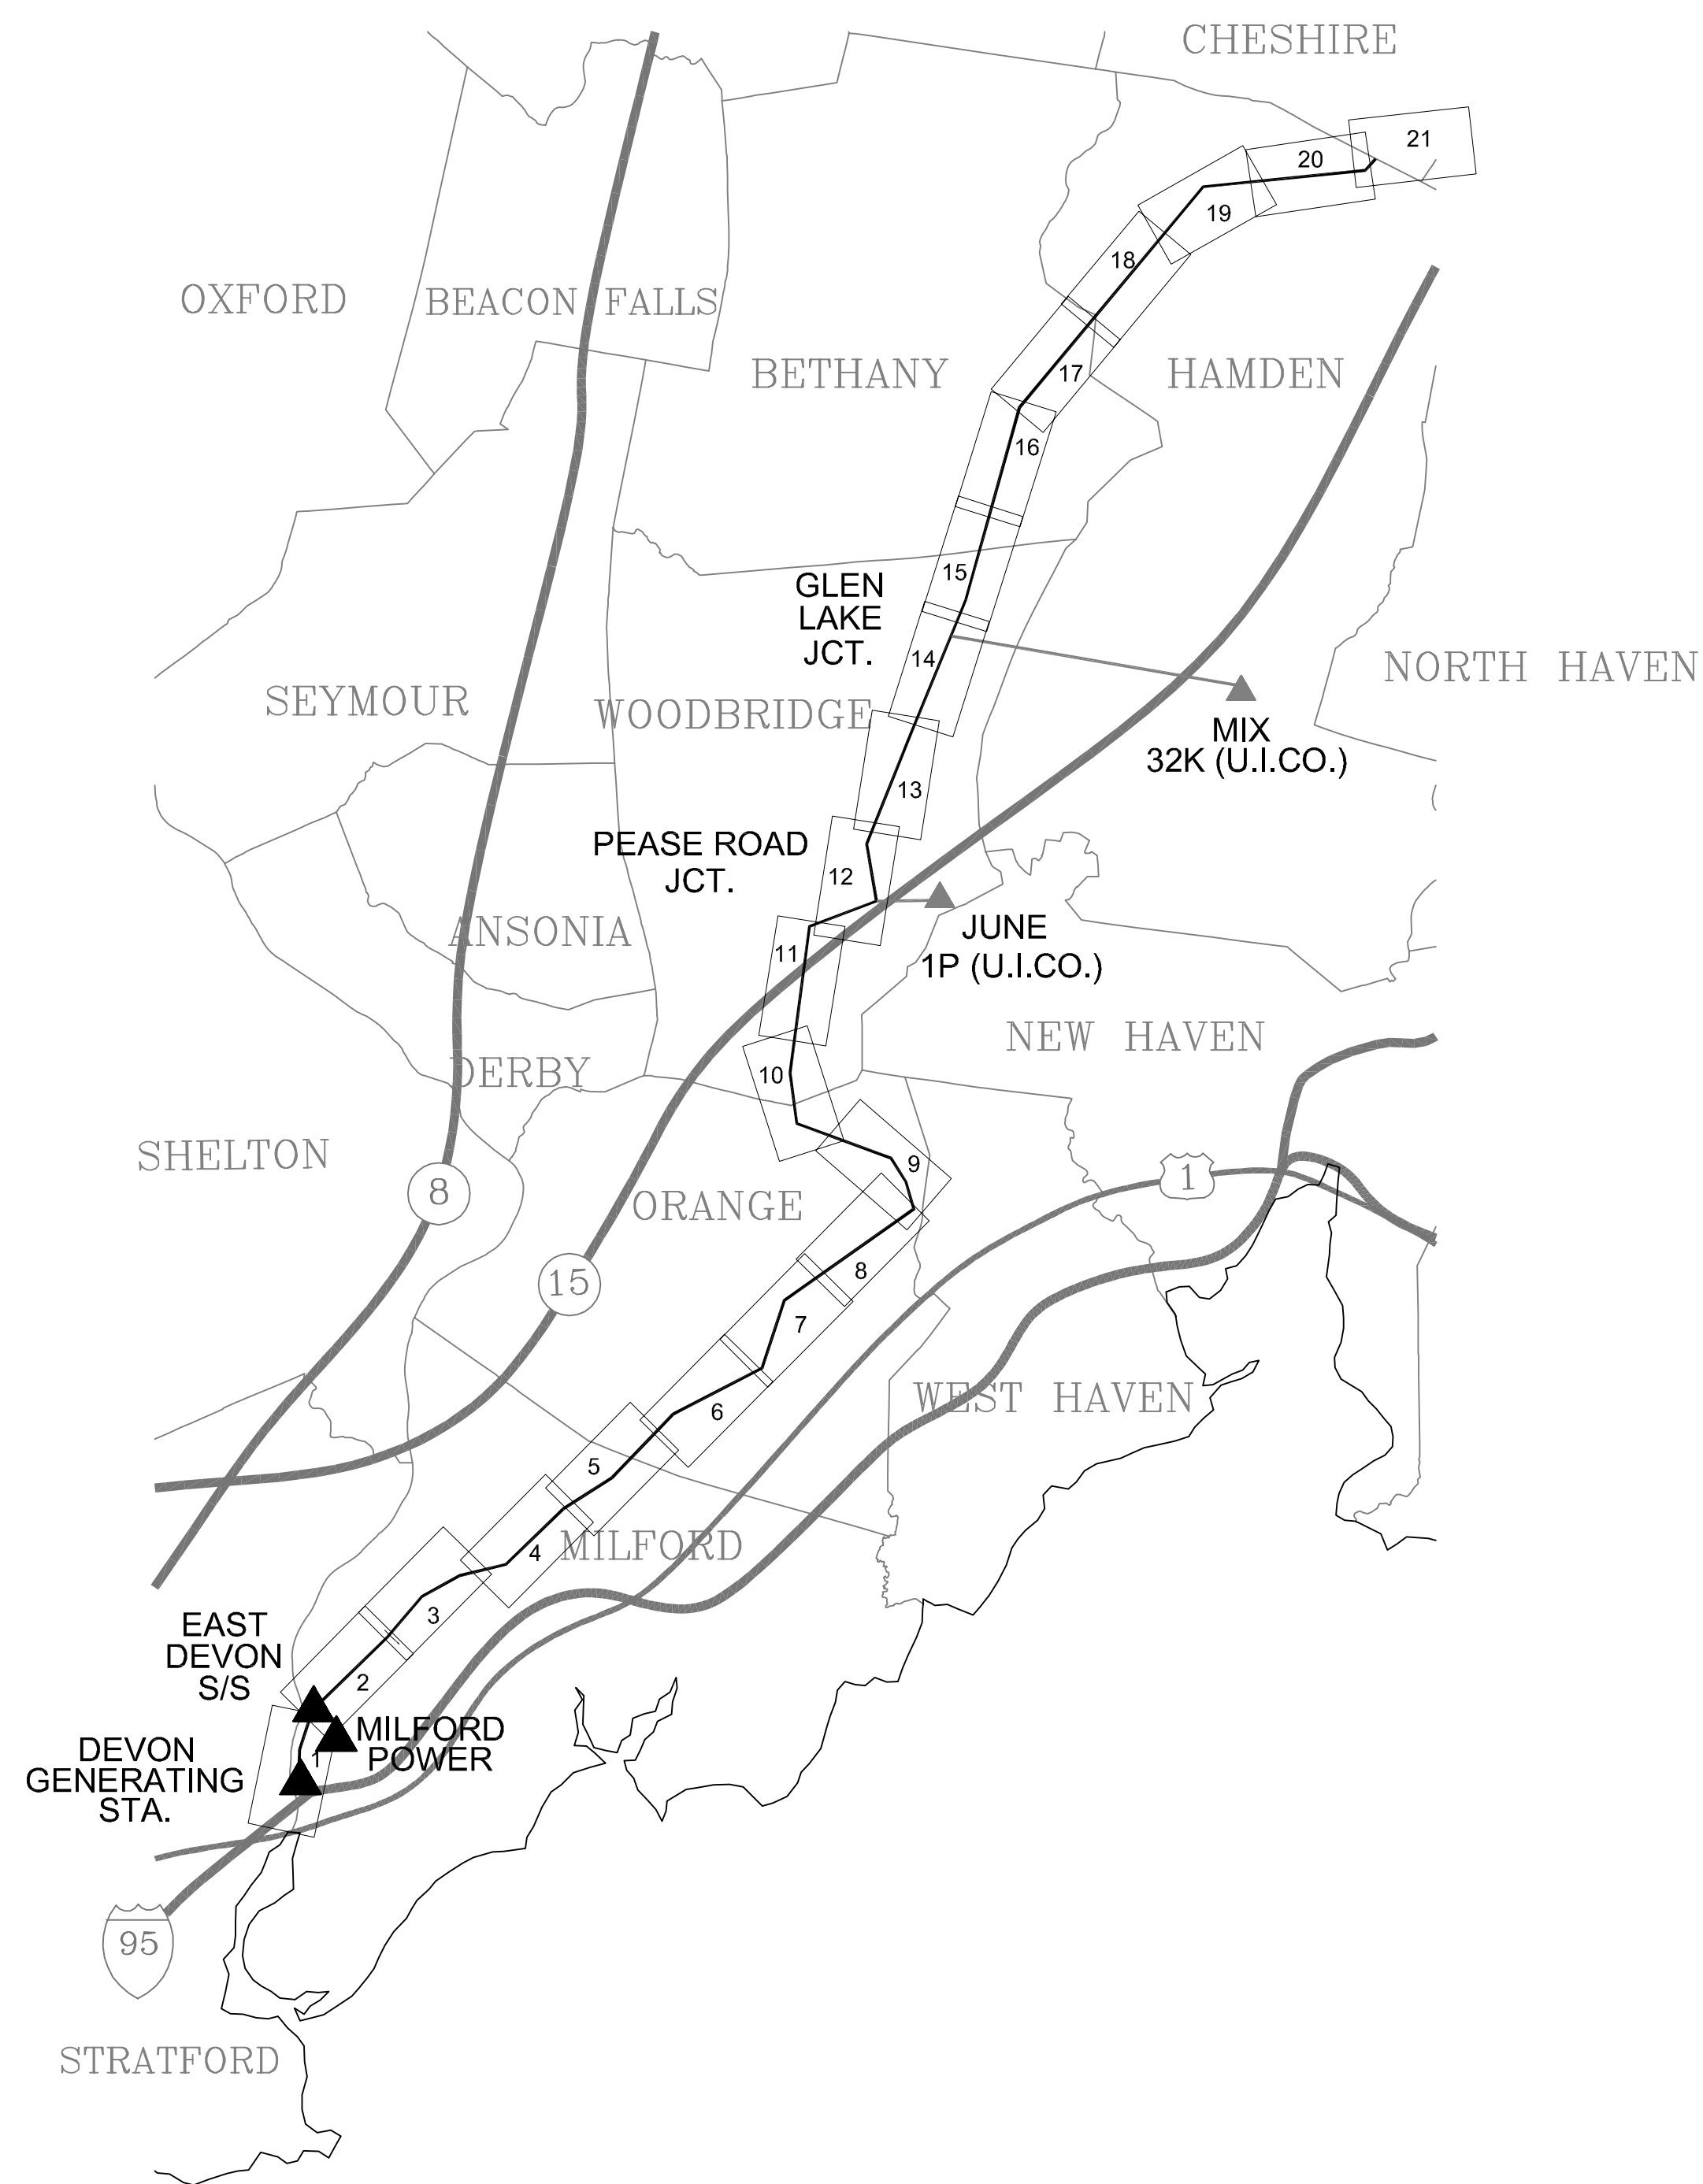 CHESHIRE
21
20
19
18
OXFORD
BEACON FALLS
BETHANY
17
HAMDEN
16
GLEN
LAKE
JCT.
15
14
NORTH HAVEN
SEYMOUR
WOODBRIDGE
MIX
32K (U.I.CO.)
13
PEASE ROAD
JCT.
12
ANSONIA
11
JUNE
1P (U.I.CO.)
NEW HAVEN
DERBY
10
SHELTON
9
1
8
ORANGE
8
15
7
WEST HAVEN
6
5
4
MILFORD
3
EAST
DEVON
S/S
2
MILFORD
POWER
1
DEVON
GENERATING
STA.
95
STRATFORD